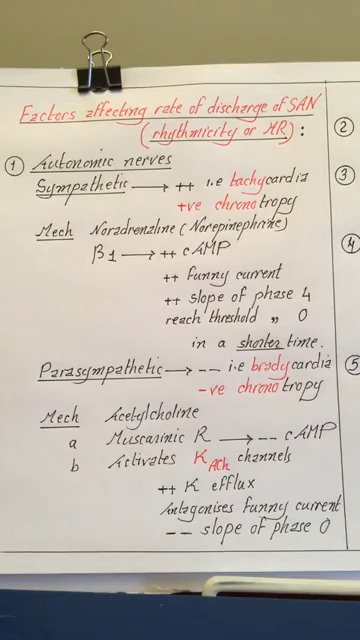 Factors affecting rate of discharge of SAN
(rhythmicity or HR):
① Autonomic nerves
Sympathetic → ++ i.e tachycardia
+ve chronotropy
Mech Noradrenaline (Norepinephrine)
β1 → ++ cAMP
++ funny current
++ slope of phase 4
reach threshold „ 0
in a shorter time.
Parasympathetic → -- i.e bradycardia
-ve chronotropy
Mech Acetylcholine
a Muscarinic R → -- cAMP
b Activates K ACh channels
++ K efflux
Antagonises funny current
-- slope of phase 0
②
③
④
⑤